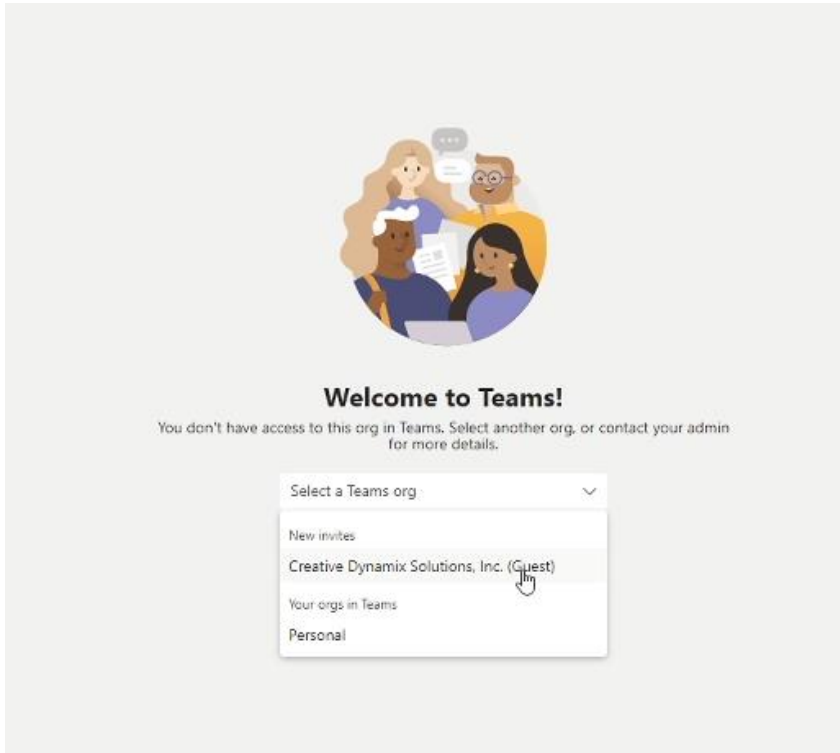 Welcome to Teams!
You don't have access to this org in Teams. Select another org, or contact your admin
for more details.
Select a Teams org
New invites
Creative Dynamix Solutions, Inc. (Guest)
Your orgs in Teams
Personal